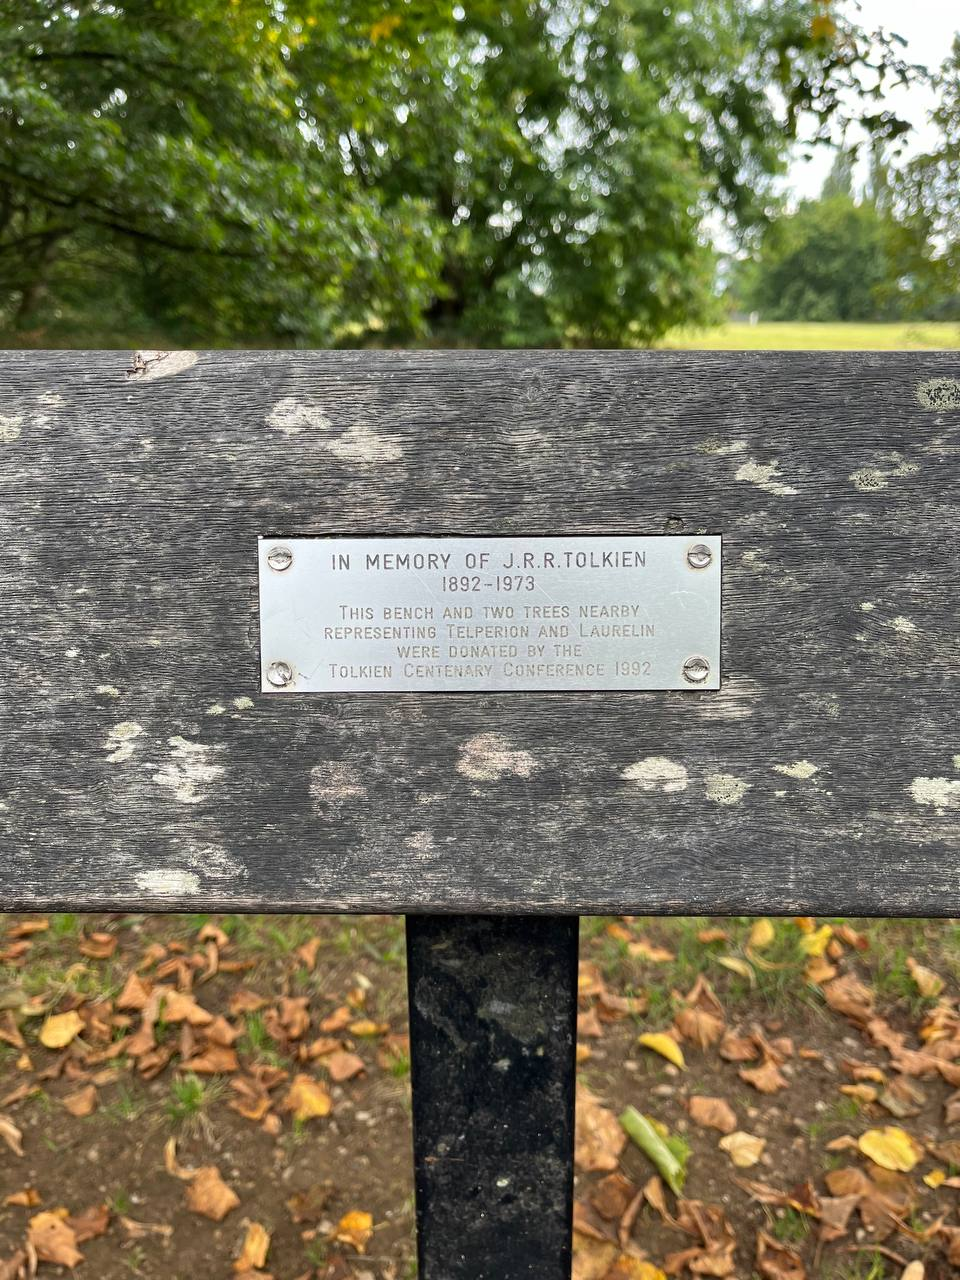 IN MEMORY OF J.R.R.TOLKIEN
1892-1973
THIS BENCH AND TWO TREES NEARBY
REPRESENTING TELPERION AND LAURELIN
WERE DONATED BY THE
TOLKIEN CENTENARY CONFERENCE 1992